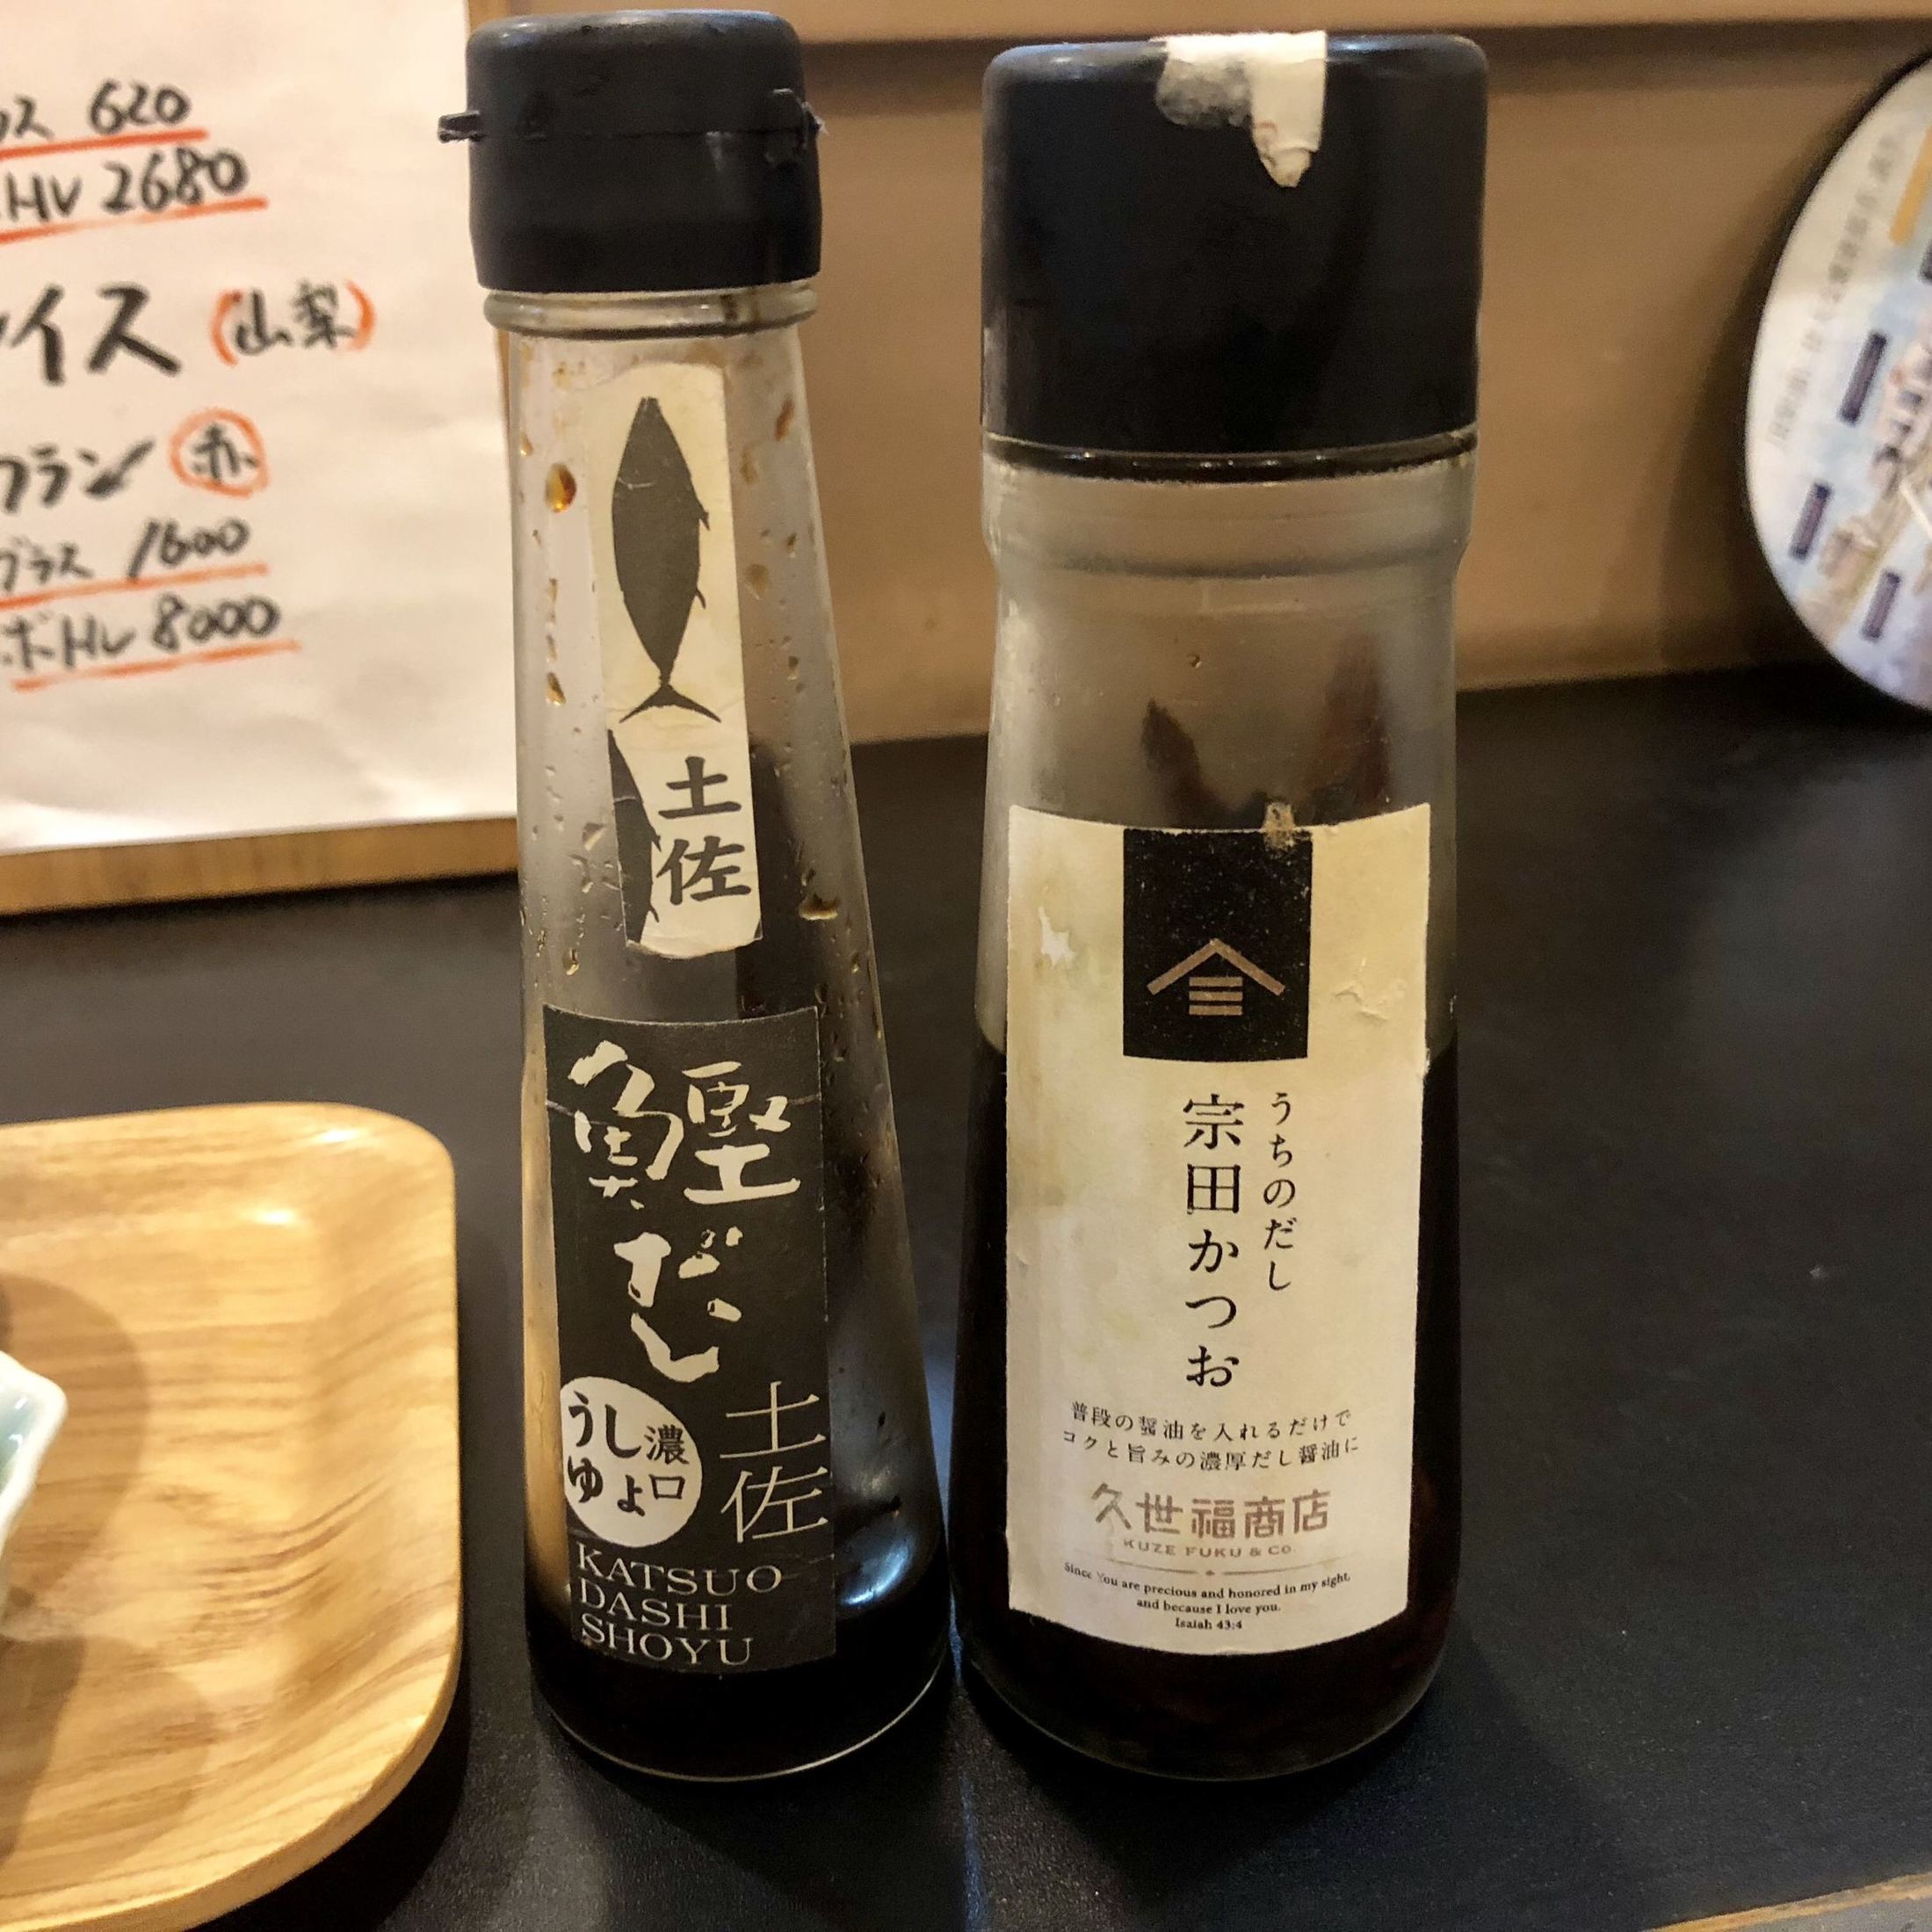 620
2680
イス (山梨)
フラン 赤
グラス 1600
ボトル 8000
土佐
鰹だし
土佐
濃口
しょ
うゆ
KATSUO
DASHI
SHOYU
うちのだし
宗田かつお
普段の醤油を入れるだけで
コクと旨みの濃厚だし醤油に
久世福商店
KUZE FUKU & Co.
Since You are precious and honored in my sight,
and because I love you.
Isaiah 43:4